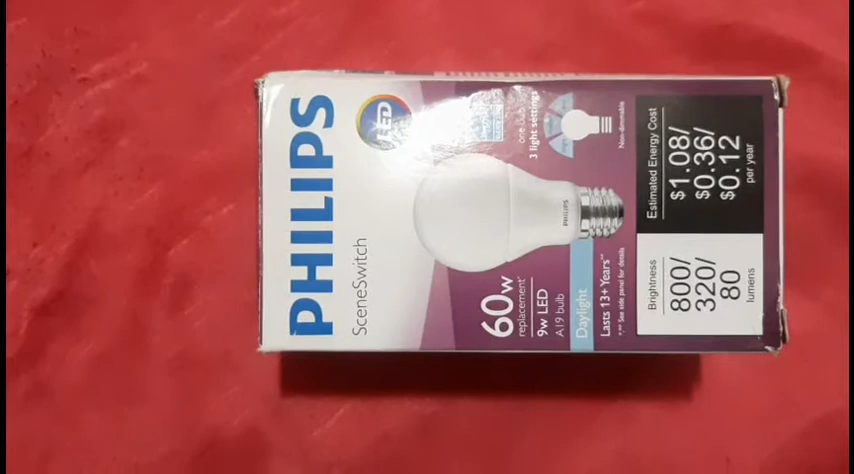 PHILIPS
SceneSwitch
LED
one bulb
3 light settings
Non-dimmable
PHILIPS
60w
replacement*
9w LED
A19 bulb
Daylight
Lasts 13+ Years**
*,** See side panel for details
Brightness
800/
320/
80
lumens
Estimated Energy Cost
$1.08/
$0.36/
$0.12
per year